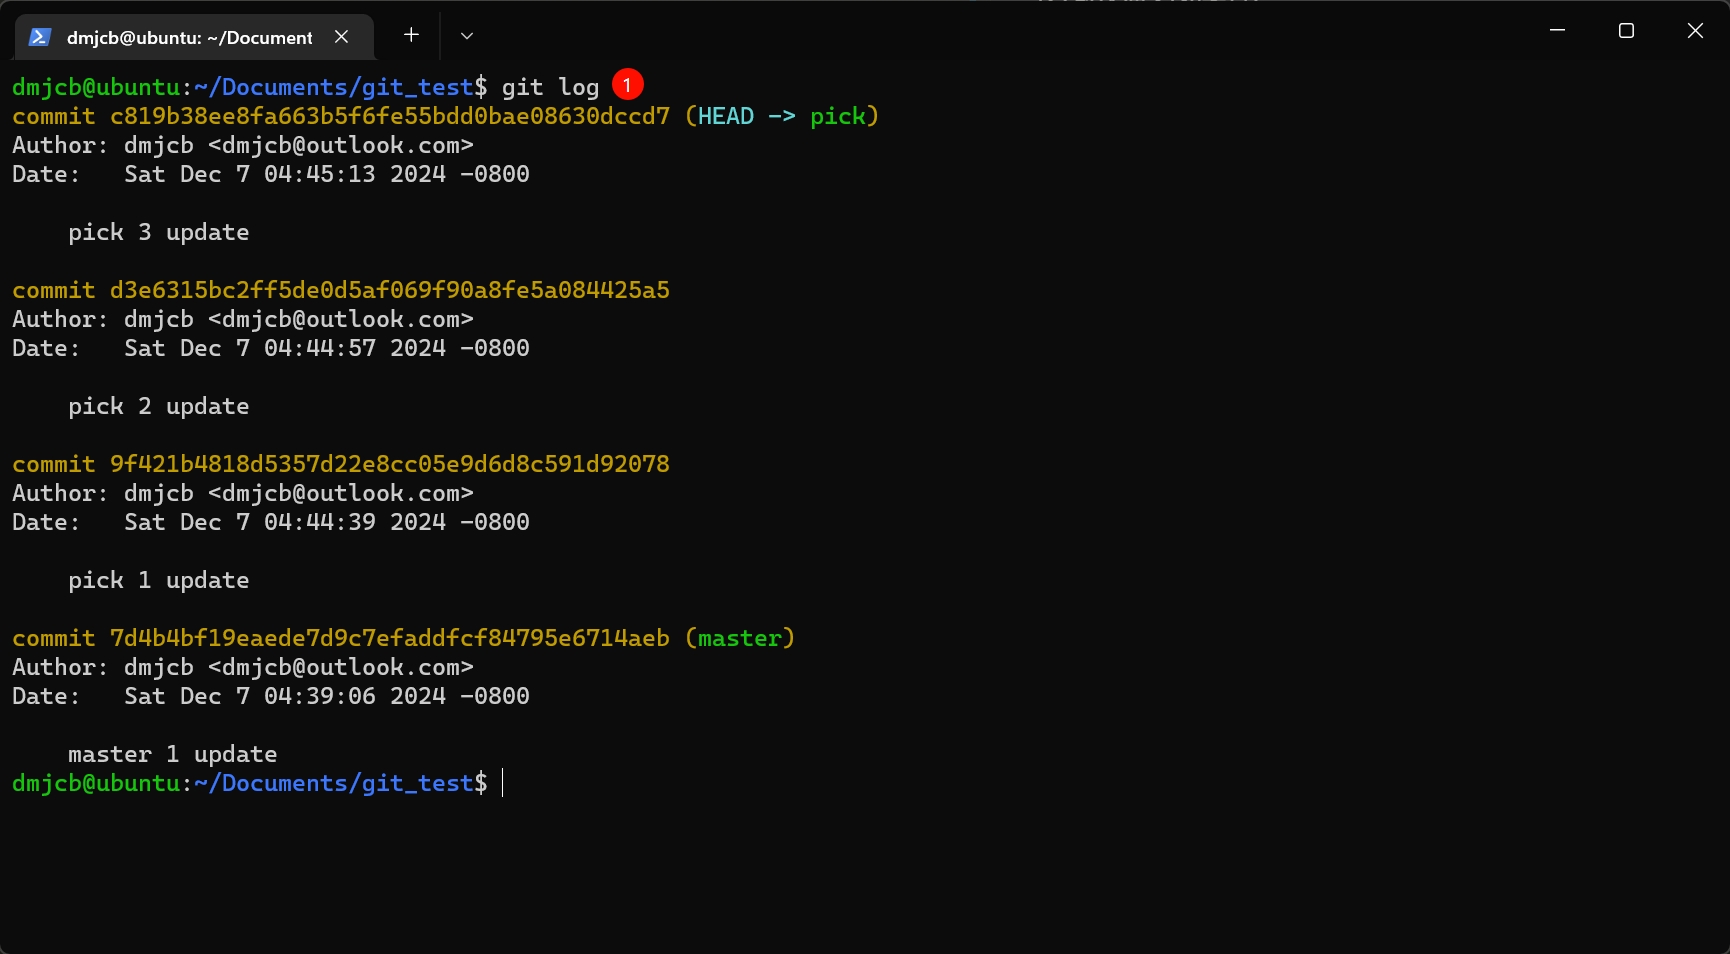 dmjcb@ubuntu: ~/Document
dmjcb@ubuntu:~/Documents/git_test$ git log 1
commit c819b38ee8fa663b5f6fe55bdd0bae08630dccd7 (HEAD -> pick)
Author: dmjcb <dmjcb@outlook.com>
Date:   Sat Dec 7 04:45:13 2024 -0800
    pick 3 update
commit d3e6315bc2ff5de0d5af069f90a8fe5a084425a5
Author: dmjcb <dmjcb@outlook.com>
Date:   Sat Dec 7 04:44:57 2024 -0800
    pick 2 update
commit 9f421b4818d5357d22e8cc05e9d6d8c591d92078
Author: dmjcb <dmjcb@outlook.com>
Date:   Sat Dec 7 04:44:39 2024 -0800
    pick 1 update
commit 7d4b4bf19eaede7d9c7efaddfcf84795e6714aeb (master)
Author: dmjcb <dmjcb@outlook.com>
Date:   Sat Dec 7 04:39:06 2024 -0800
    master 1 update
dmjcb@ubuntu:~/Documents/git_test$